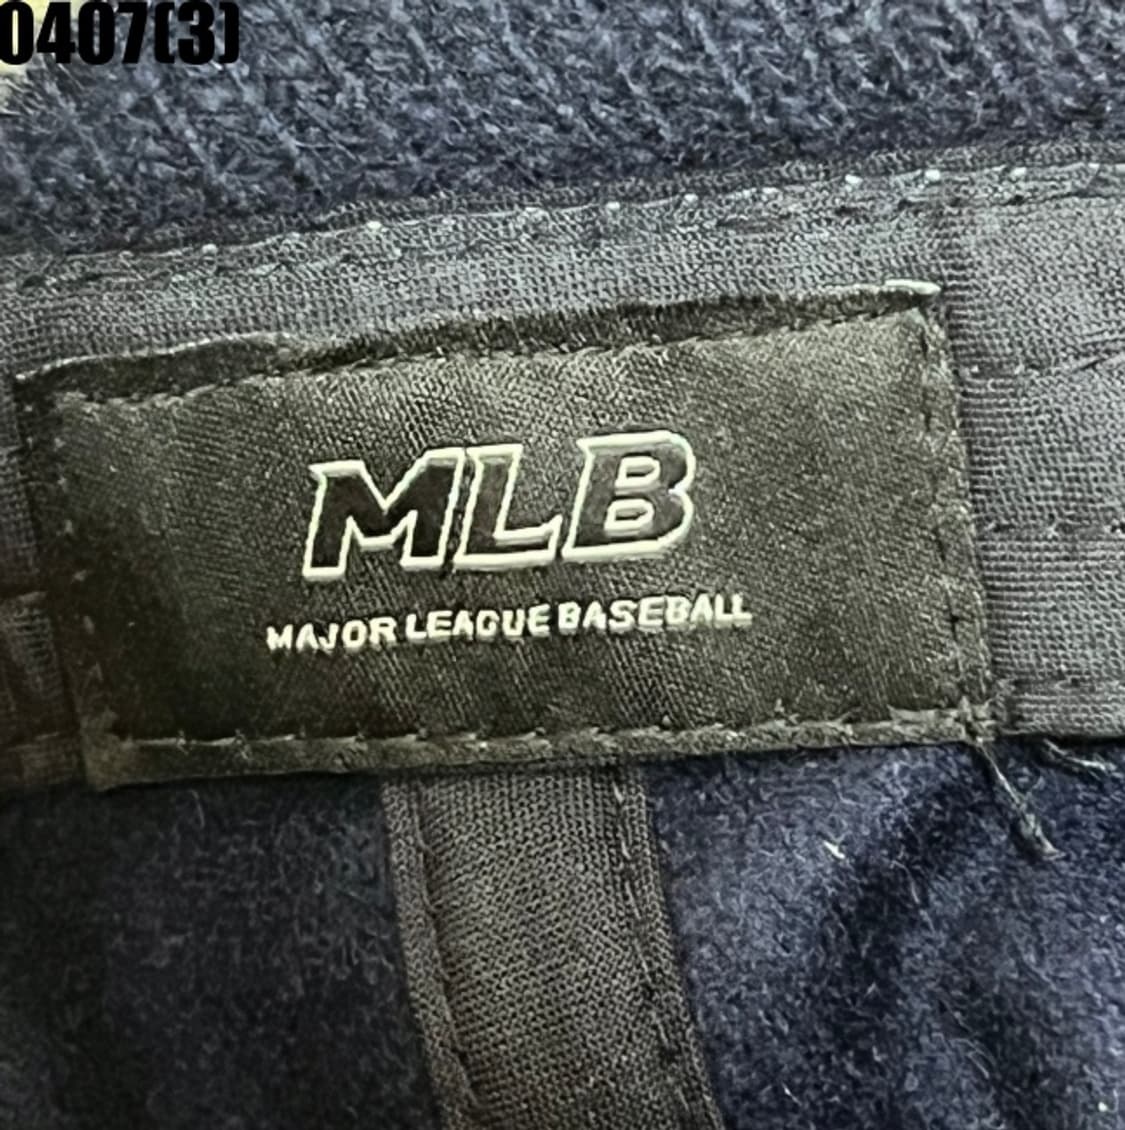 0407(3)
MLB
MAJOR LEAGUE BASEBALL